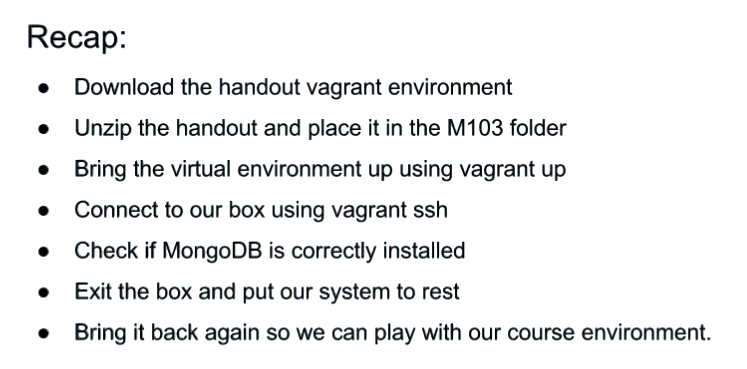 Recap:
● Download the handout vagrant environment
● Unzip the handout and place it in the M103 folder
● Bring the virtual environment up using vagrant up
● Connect to our box using vagrant ssh
● Check if MongoDB is correctly installed
● Exit the box and put our system to rest
● Bring it back again so we can play with our course environment.